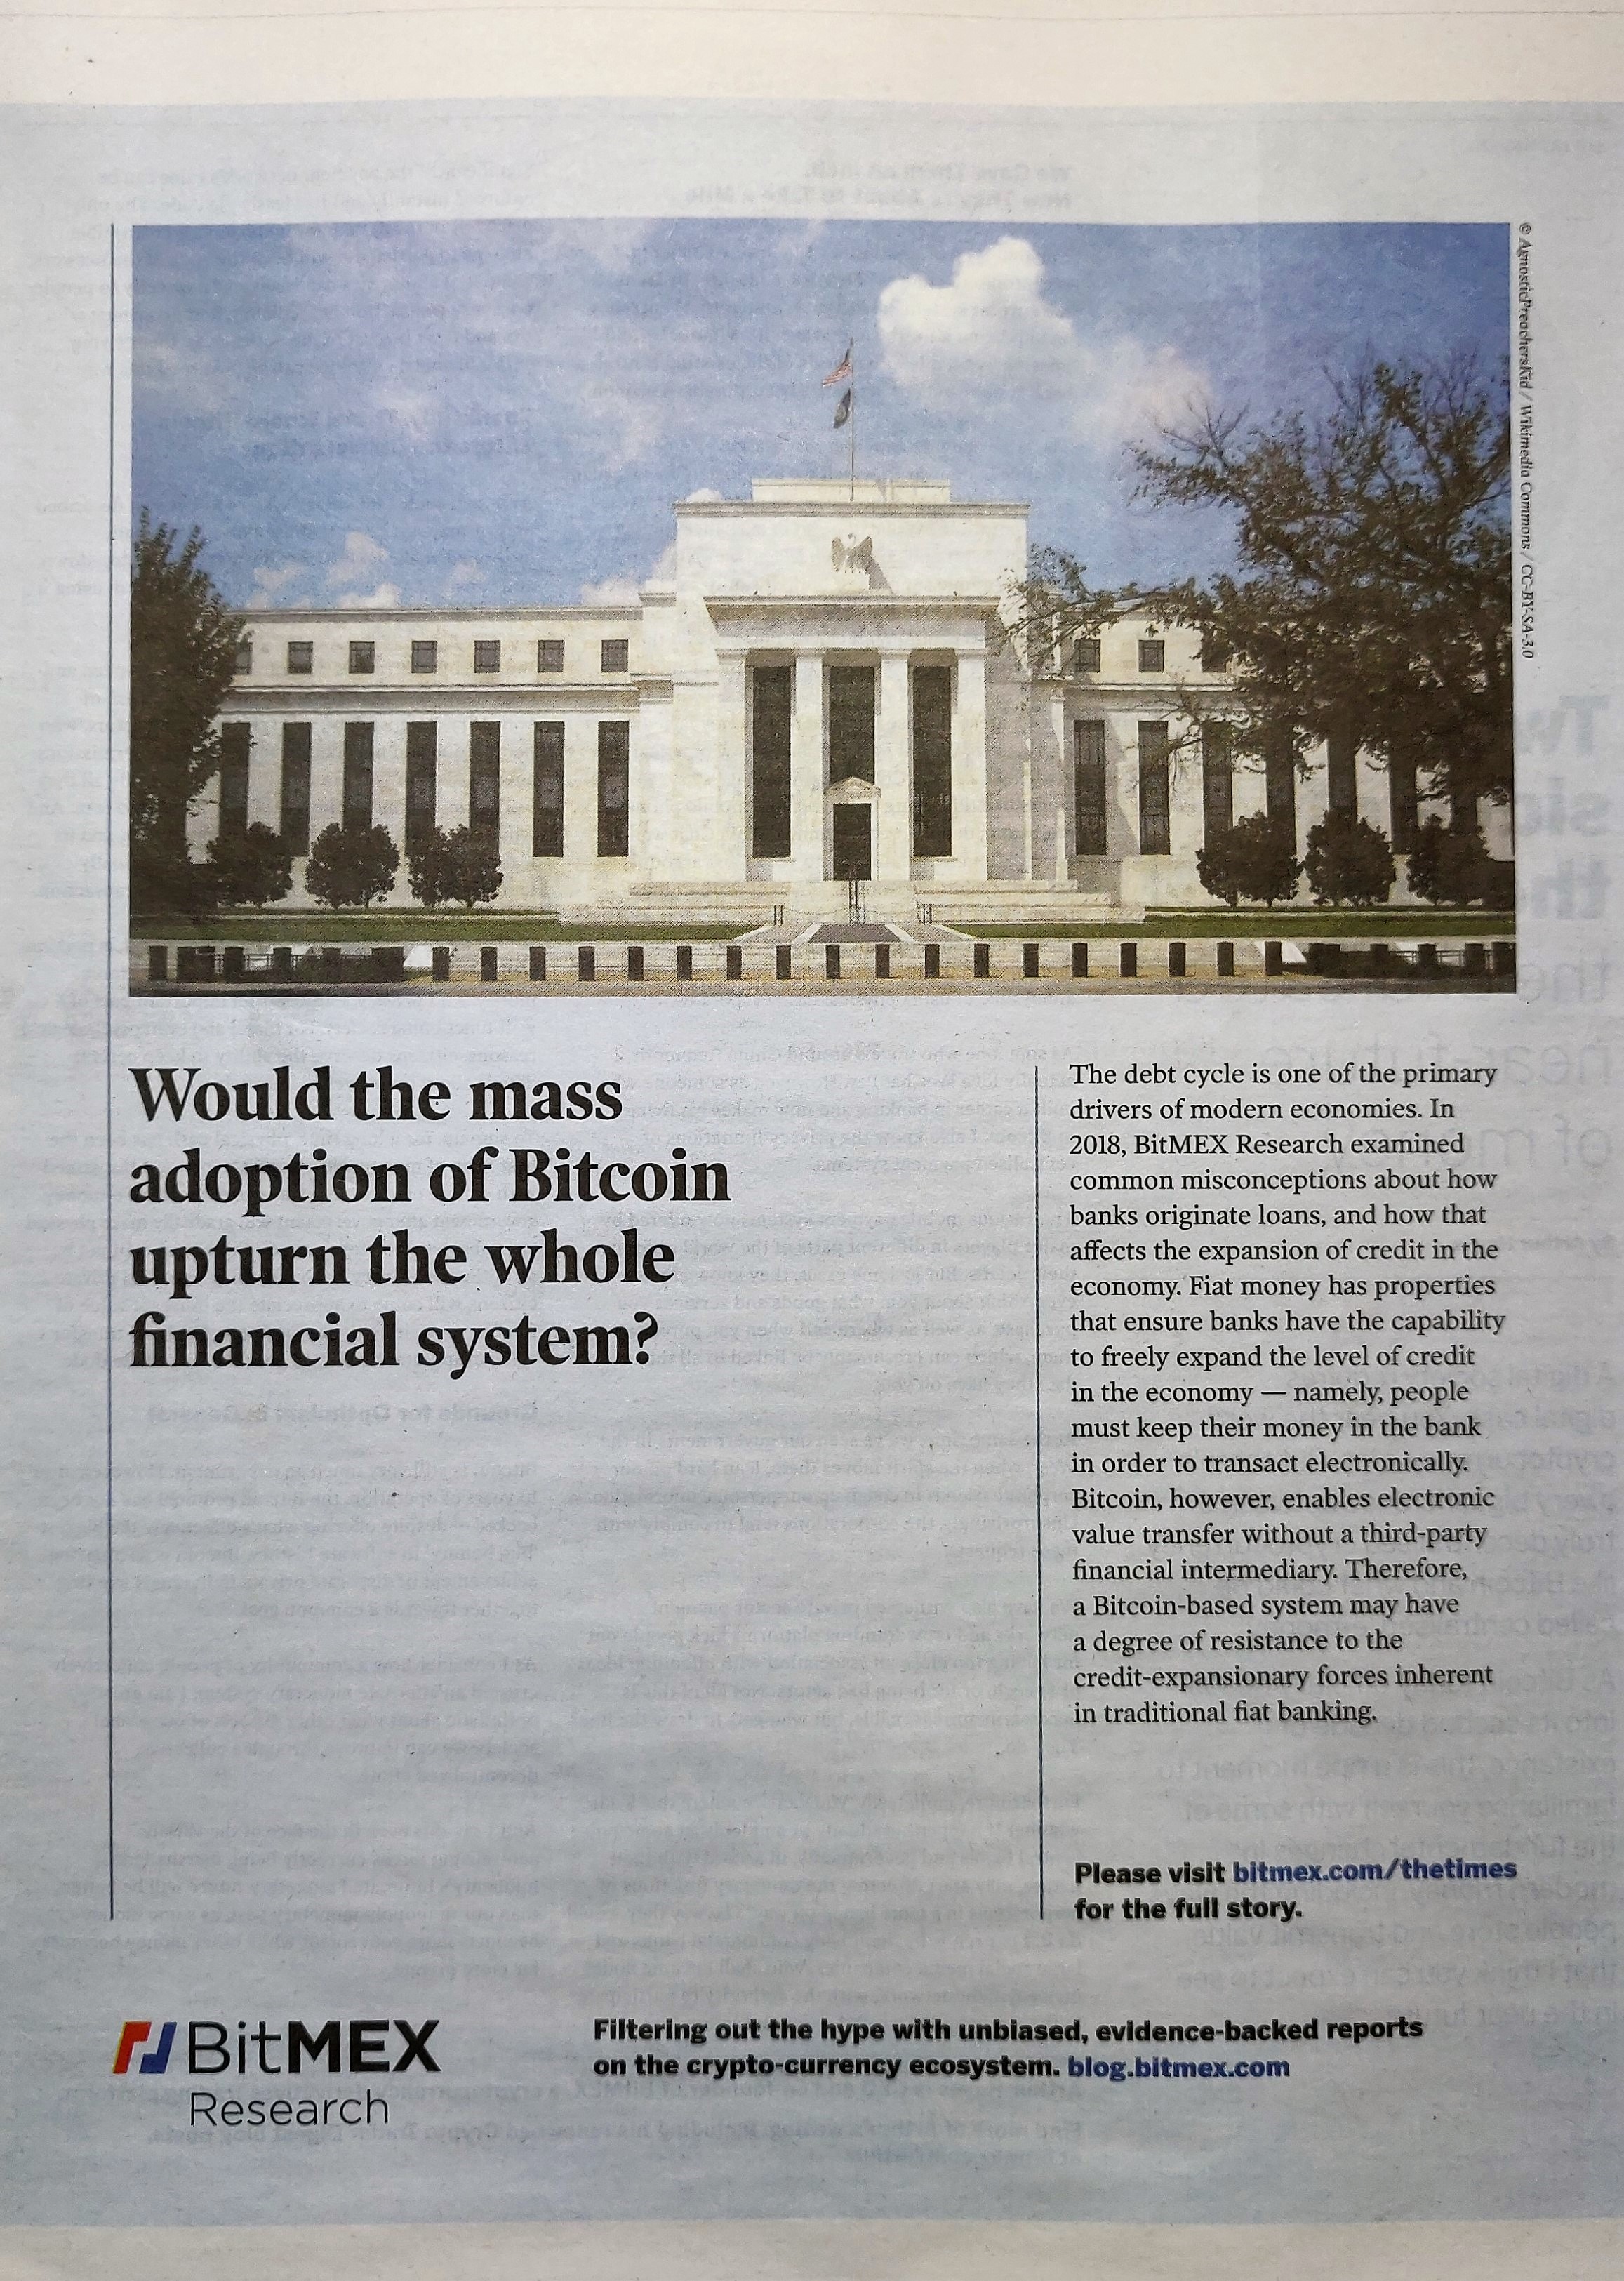 © AgnosticPreachersKid / Wikimedia Commons / CC-BY-SA-3.0
Would the mass
adoption of Bitcoin
upturn the whole
financial system?
The debt cycle is one of the primary
drivers of modern economies. In
2018, BitMEX Research examined
common misconceptions about how
banks originate loans, and how that
affects the expansion of credit in the
economy. Fiat money has properties
that ensure banks have the capability
to freely expand the level of credit
in the economy — namely, people
must keep their money in the bank
in order to transact electronically.
Bitcoin, however, enables electronic
value transfer without a third-party
financial intermediary. Therefore,
a Bitcoin-based system may have
a degree of resistance to the
credit-expansionary forces inherent
in traditional fiat banking.
Please visit bitmex.com/thetimes
for the full story.
BitMEX
Research
Filtering out the hype with unbiased, evidence-backed reports
on the crypto-currency ecosystem. blog.bitmex.com